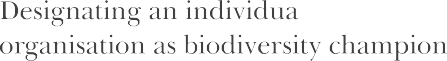 Designating an individua
organisation as biodiversity champion